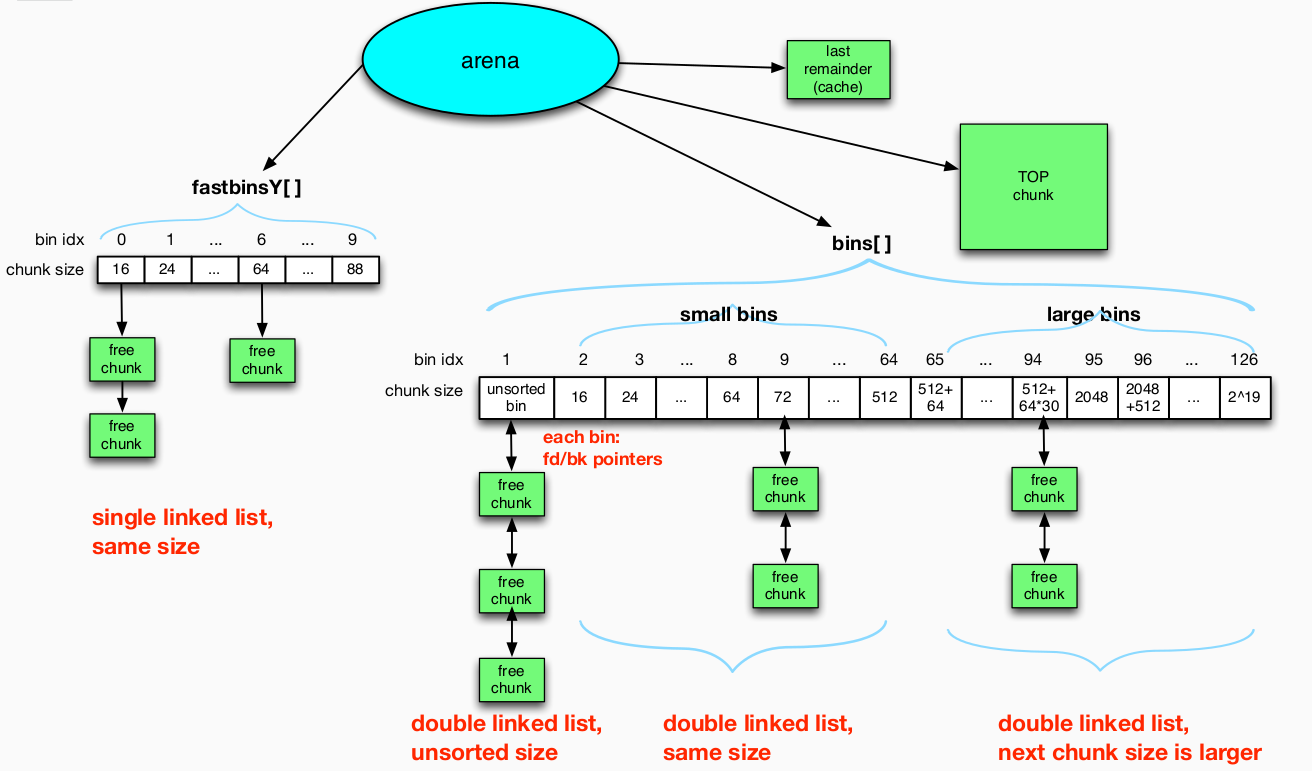 arena
last
remainder
(cache)
TOP
chunk
fastbinsY[ ]
bin idx 0 1 ... 6 ... 9
chunk size 16 24 ... 64 ... 88
free
chunk
free
chunk
free
chunk
single linked list,
same size
bins[ ]
small bins
large bins
bin idx 1 2 3 ... 8 9 ... 64 65 ... 94 95 96 ... 126
chunk size
unsorted
bin
16
24
...
64
72
...
512
512+
64
...
512+
64*30
2048
2048
+512
...
2^19
each bin:
fd/bk pointers
free
chunk
free
chunk
free
chunk
double linked list,
unsorted size
free
chunk
free
chunk
double linked list,
same size
free
chunk
free
chunk
double linked list,
next chunk size is larger